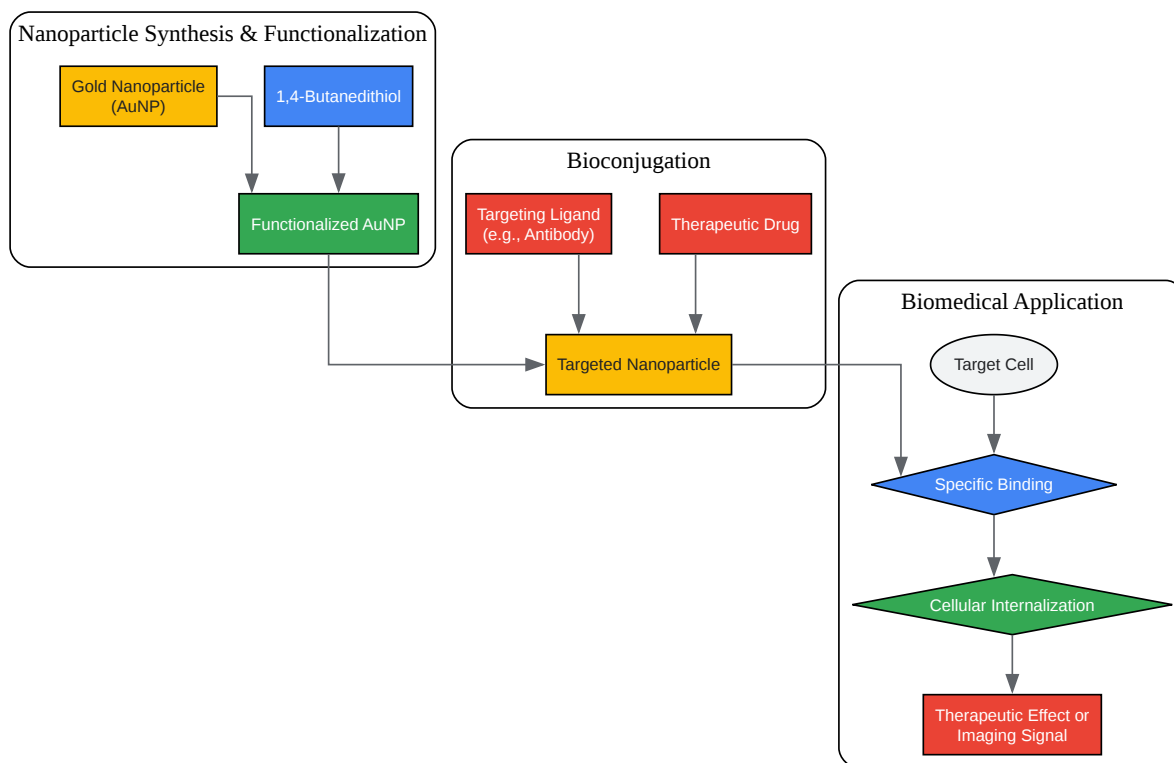 Nanoparticle Synthesis & Functionalization
Gold Nanoparticle
(AuNP)
1,4-Butanedithiol
Functionalized AuNP
Bioconjugation
Targeting Ligand
(e.g., Antibody)
Therapeutic Drug
Targeted Nanoparticle
Biomedical Application
Target Cell
Specific Binding
Cellular Internalization
Therapeutic Effect or
Imaging Signal